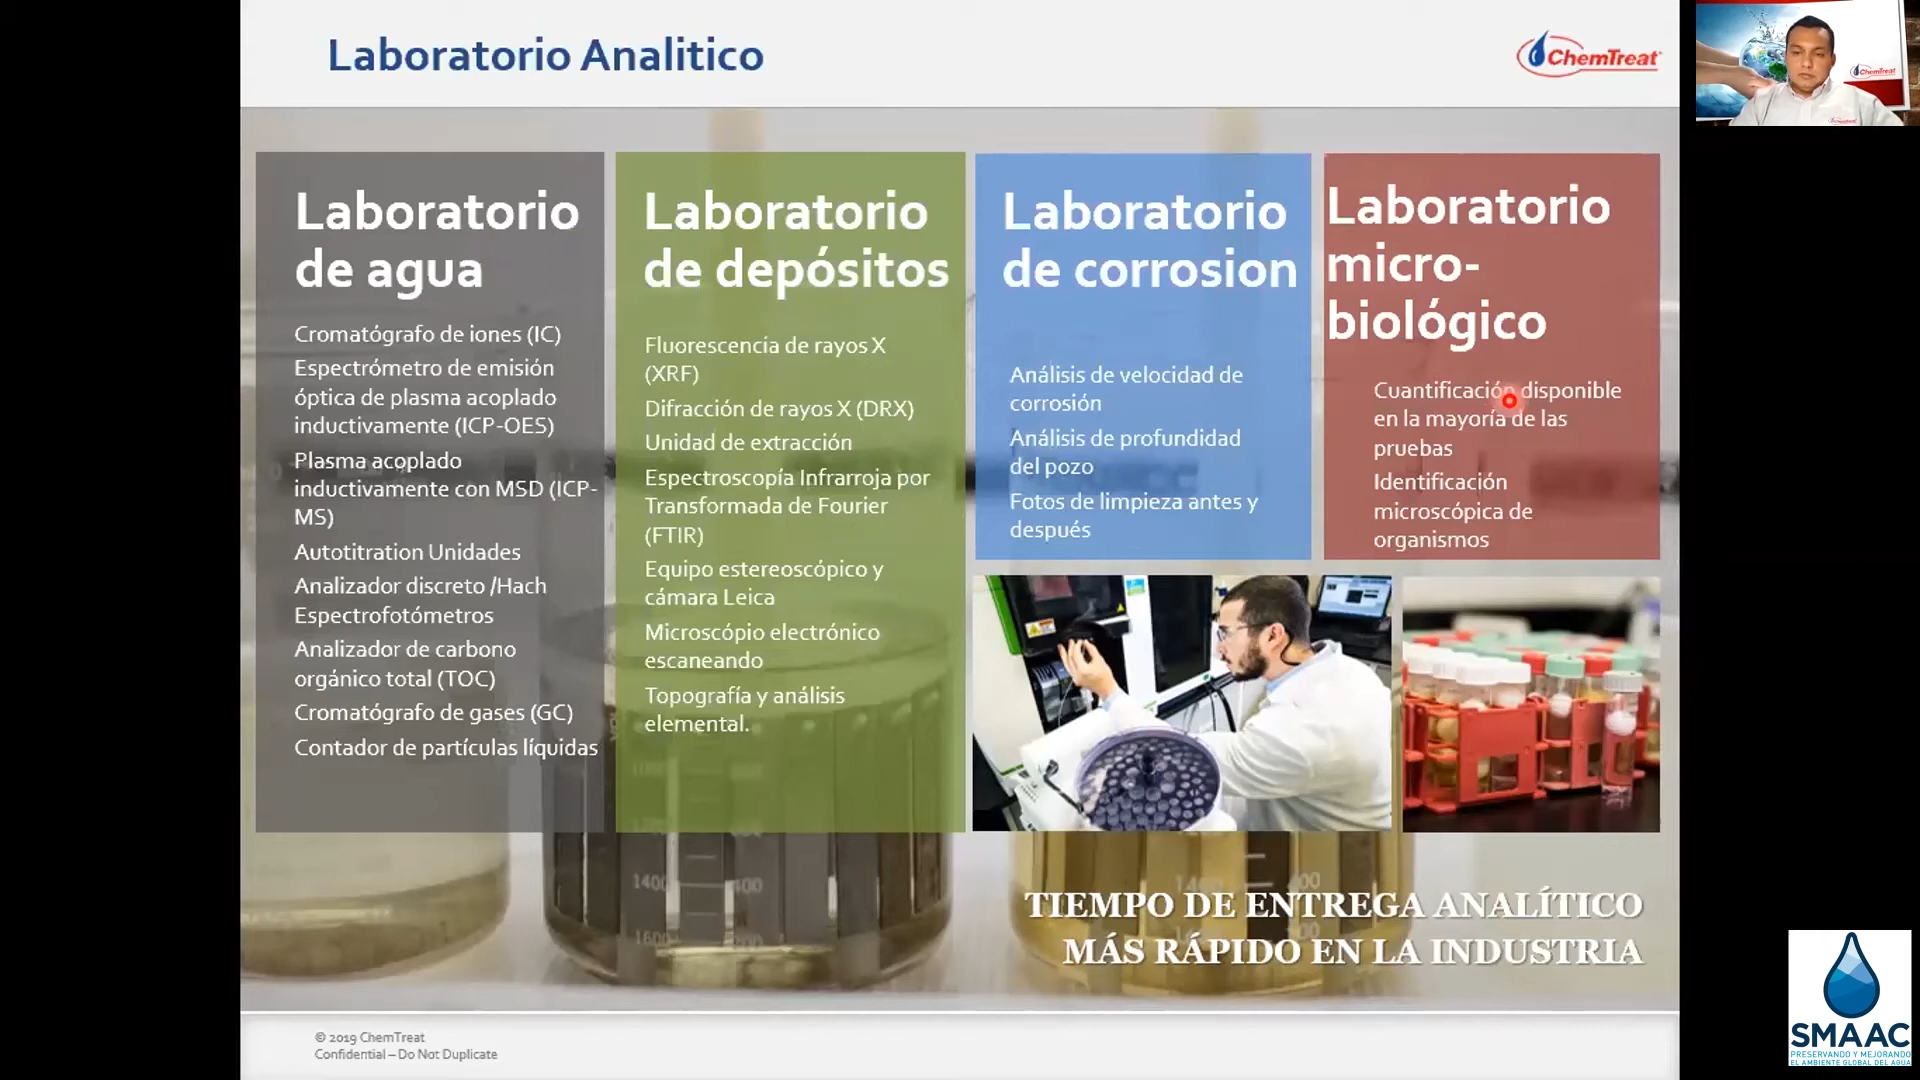 Laboratorio Analitico
ChemTreat
ChemTreat
Laboratorio
de agua
Cromatógrafo de iones (IC)
Espectrómetro de emisión
óptica de plasma acoplado
inductivamente (ICP-OES)
Plasma acoplado
inductivamente con MSD (ICP-
MS)
Autotitration Unidades
Analizador discreto /Hach
Espectrofotómetros
Analizador de carbono
orgánico total (TOC)
Cromatógrafo de gases (GC)
Contador de partículas líquidas
Laboratorio
de depósitos
Fluorescencia de rayos X
(XRF)
Difracción de rayos X (DRX)
Unidad de extracción
Espectroscopía Infrarroja por
Transformada de Fourier
(FTIR)
Equipo estereoscópico y
cámara Leica
Microscópio electrónico
escaneando
Topografía y análisis
elemental.
Laboratorio
de corrosion
Análisis de velocidad de
corrosión
Análisis de profundidad
del pozo
Fotos de limpieza antes y
después
Laboratorio
micro-
biológico
Cuantificación disponible
en la mayoría de las
pruebas
Identificación
microscópica de
organismos
1400
400
1600
TIEMPO DE ENTREGA ANALÍTICO
MÁS RÁPIDO EN LA INDUSTRIA
© 2019 ChemTreat
Confidential – Do Not Duplicate
SMAAC
PRESERVANDO Y MEJORANDO
EL AMBIENTE GLOBAL DEL AGUA